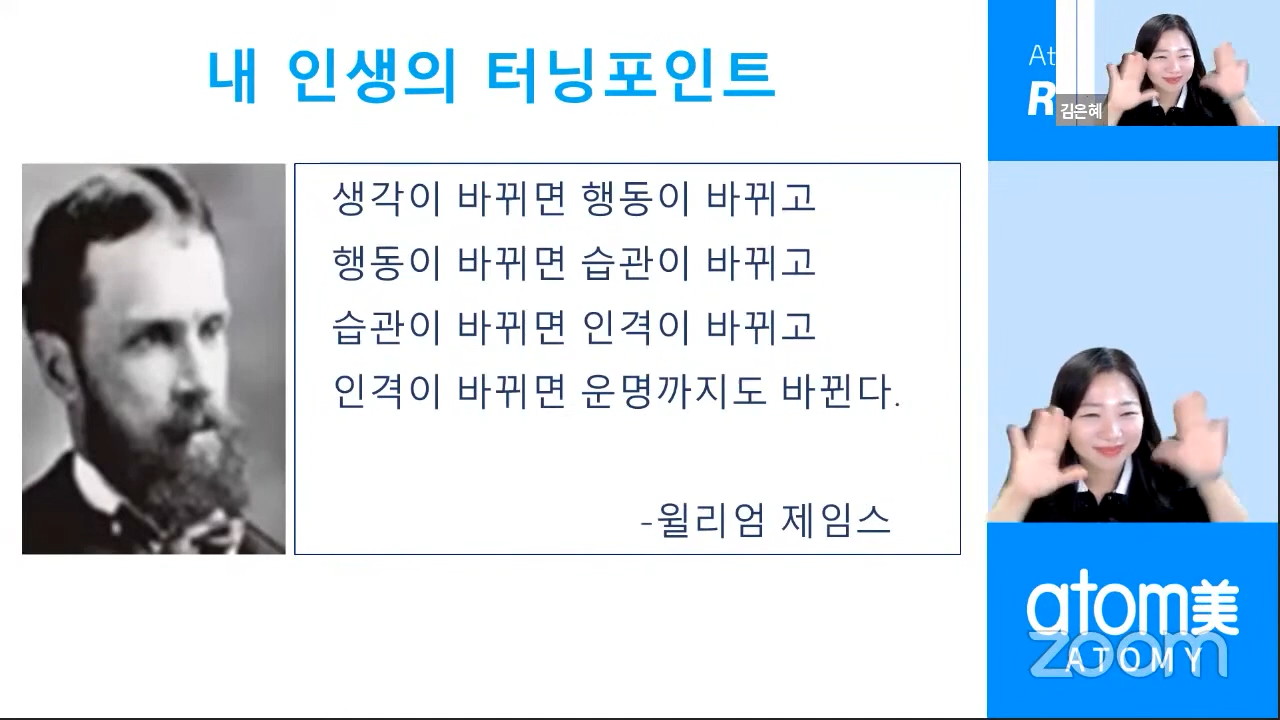 내 인생의 터닝포인트
생각이 바뀌면 행동이 바뀌고
행동이 바뀌면 습관이 바뀌고
습관이 바뀌면 인격이 바뀌고
인격이 바뀌면 운명까지도 바뀐다.
-윌리엄 제임스
At
R
김은혜
atom美
ATOMY
zoom